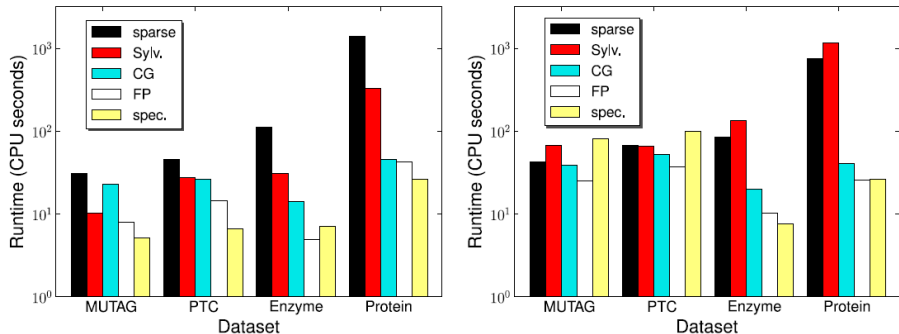 Runtime (CPU seconds)
10^3
10^2
10^1
10^0
sparse
Sylv.
CG
FP
spec.
MUTAG PTC Enzyme Protein
Dataset
Runtime (CPU seconds)
10^3
10^2
10^1
10^0
sparse
Sylv.
CG
FP
spec.
MUTAG PTC Enzyme Protein
Dataset